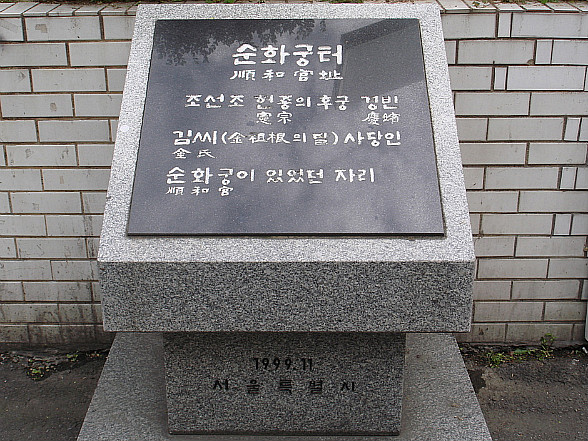 순화궁터
順和宮址
조선조 헌종의 후궁 경빈
憲宗 慶嬪
김씨(金祖根의 딸) 사당인
金氏
순화궁이 있었던 자리
順和宮
1999.11
서울특별시